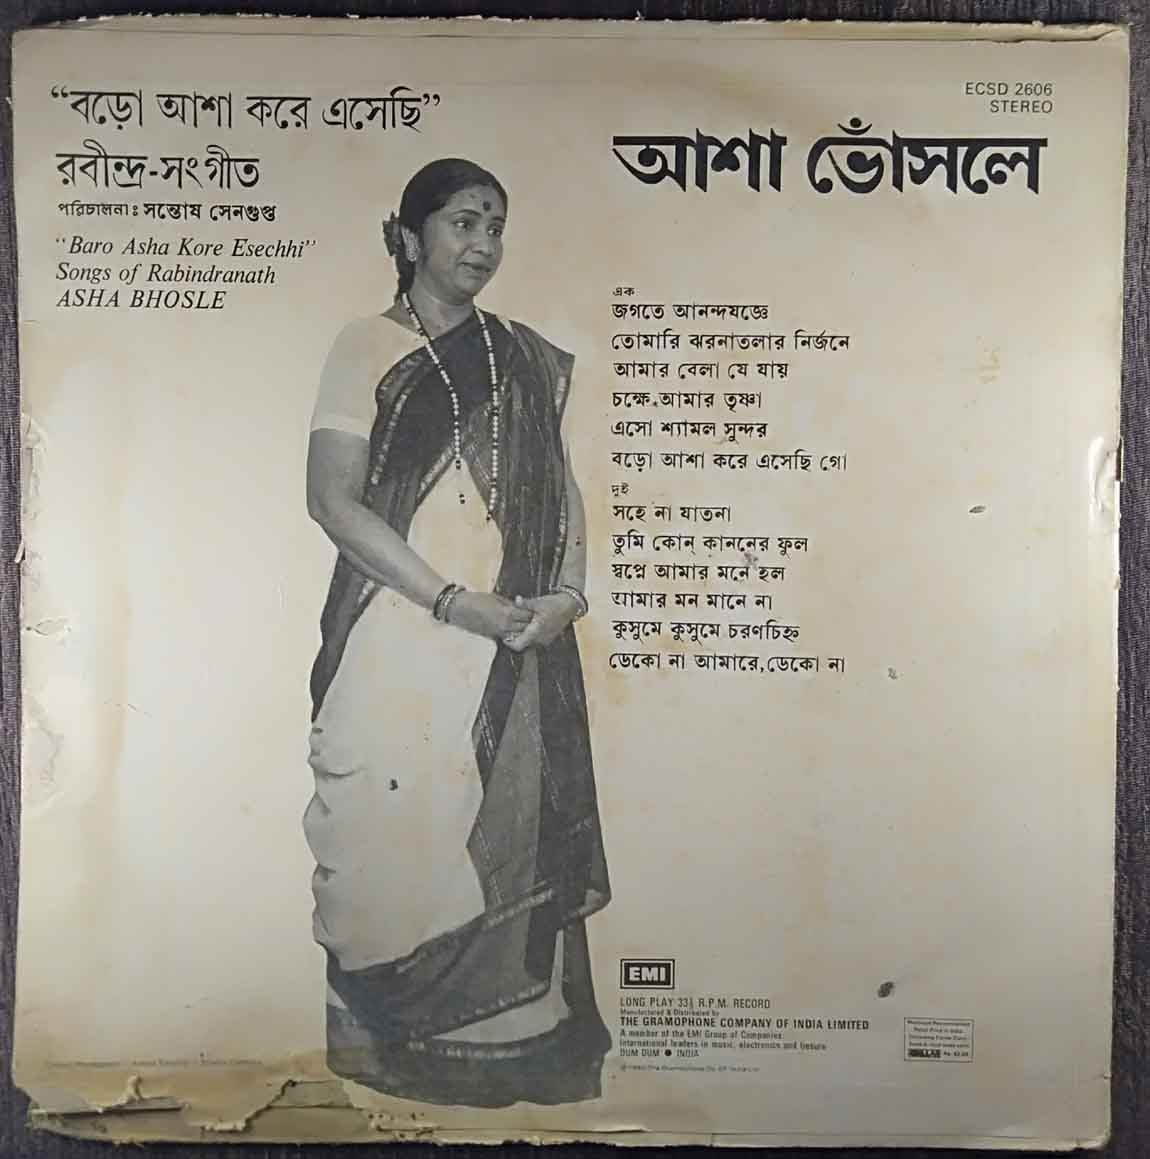 “বড়ো আশা করে এসেছি”
রবীন্দ্র-সংগীত
পরিচালনা: সন্তোষ সেনগুপ্ত
“Baro Asha Kore Esechhi”
Songs of Rabindranath
ASHA BHOSLE
ECSD 2606
STEREO
আশা ভোঁসলে
এক
জগতে আনন্দযজ্ঞে
তোমারি ঝরনাতলার নির্জনে
আমার বেলা যে যায়
চক্ষে আমার তৃষ্ণা
এসো শ্যামল সুন্দর
বড়ো আশা করে এসেছি গো
দুই
সহে না যাতনা
তুমি কোন্ কাননের ফুল
স্বপ্নে আমার মনে হল
আমার মন মানে না
কুসুমে কুসুমে চরণচিহ্ন
ডেকো না আমারে, ডেকো না
EMI
LONG PLAY 33⅓ R.P.M. RECORD
Manufactured & Distributed by
THE GRAMOPHONE COMPANY OF INDIA LIMITED
A member of the EMI Group of Companies
International leaders in music, electronics and leisure
DUM DUM ● INDIA